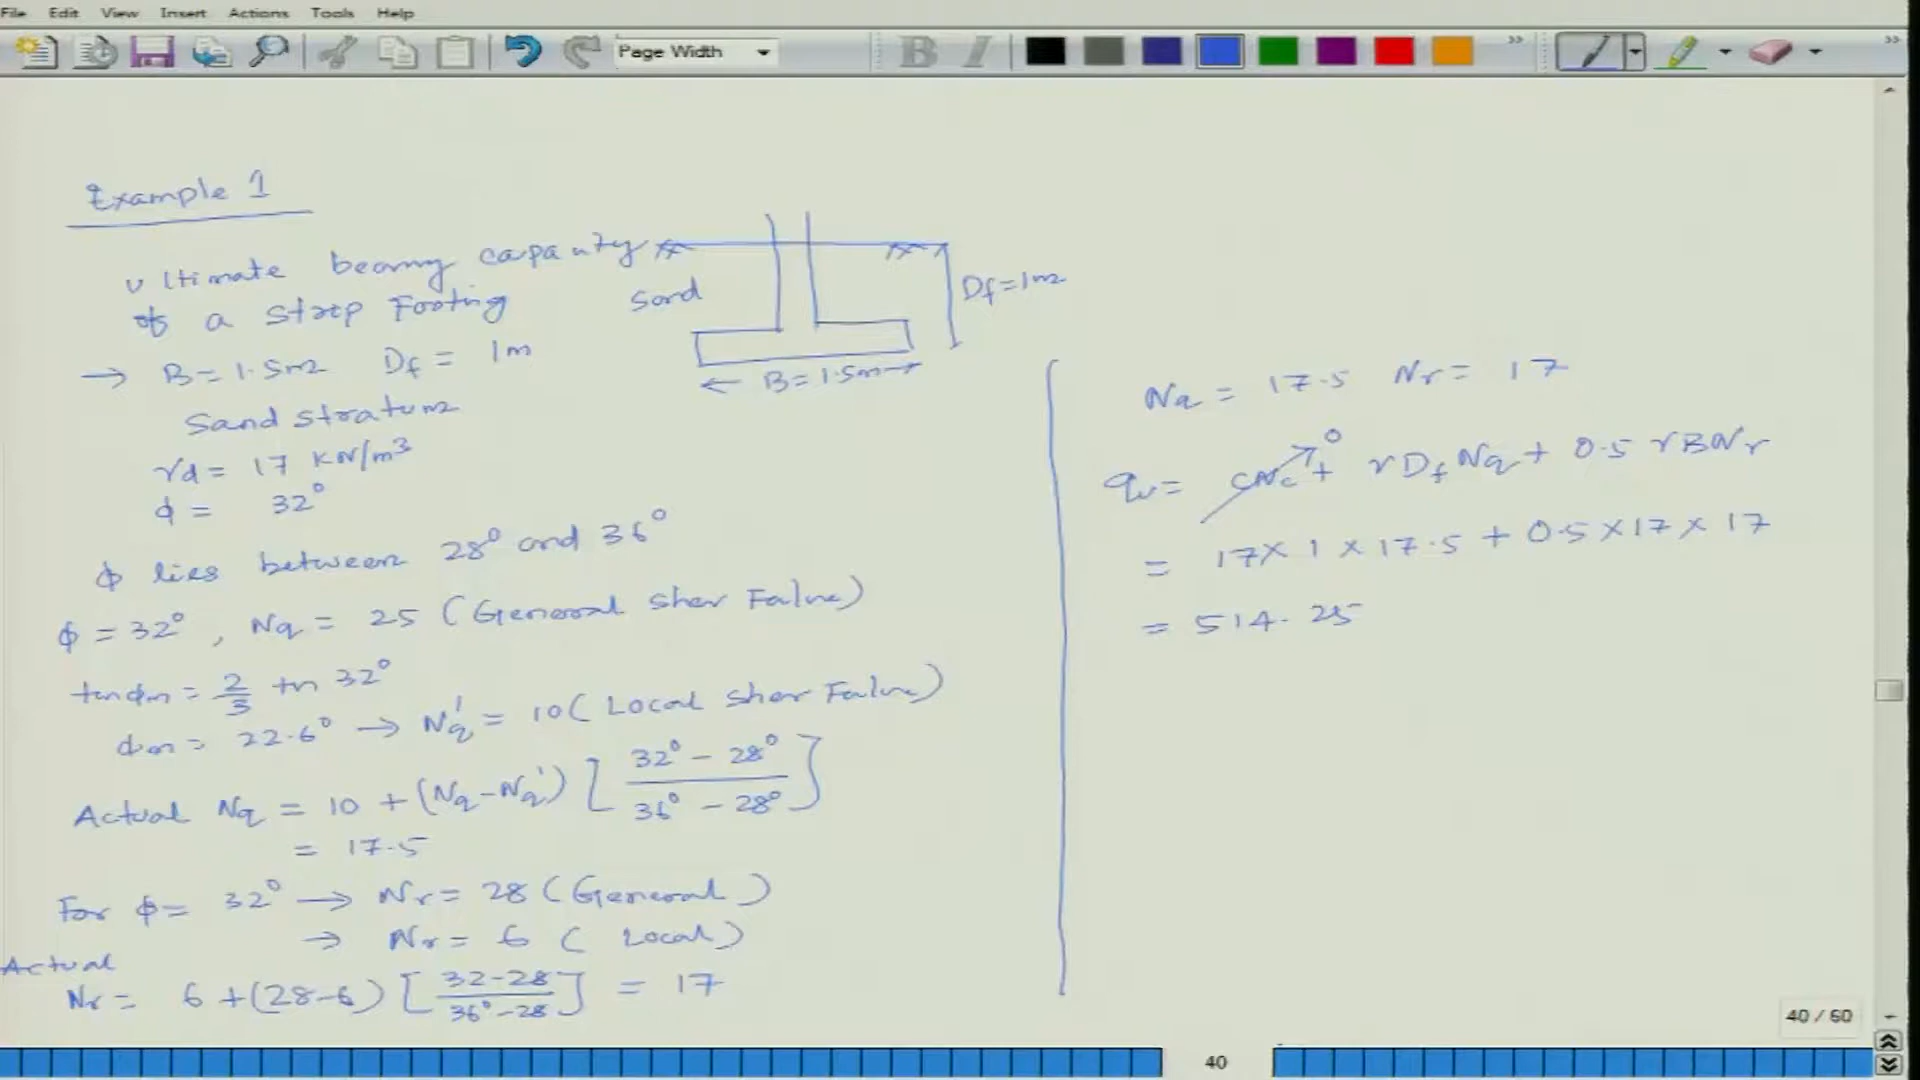 File Edit View Insert Actions Tools Help
Page Width
Example 1
Ultimate bearing capacity
of a Strip Footing
→ B = 1.5m Df = 1m
Sand stratum
γd = 17 KN/m³
ϕ = 32°
ϕ lies between 28° and 36°
ϕ = 32°, Nq = 25 (General Shear Failure)
tanϕm = 2/3 tan 32°
ϕm = 22.6° → Nq' = 10 (Local Shear Failure)
Actual Nq = 10 + (Nq-Nq') [32° - 28° / 36° - 28°]
= 17.5
For ϕ = 32° → Nr = 28 (General)
→ Nr = 6 (Local)
Actual
Nr = 6 + (28-6) [32-28 / 36°-28] = 17
Sand
Df = 1m
B = 1.5m
Nq = 17.5 Nr = 17
qu = cNc + γDfNq + 0.5 γBNr
0
= 17 × 1 × 17.5 + 0.5 × 17 × 17
= 514.25
40 / 60
40